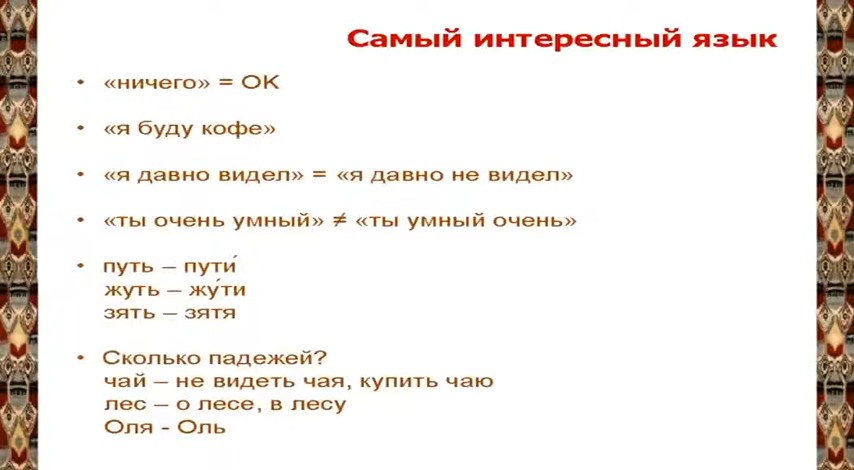 Самый интересный язык
• «ничего» = ОК
• «я буду кофе»
• «я давно видел» = «я давно не видел»
• «ты очень умный» ≠ «ты умный очень»
• путь – пути́
жуть – жу́ти
зять – зятя
• Сколько падежей?
чай – не видеть чая, купить чаю
лес – о лесе, в лесу
Оля - Оль